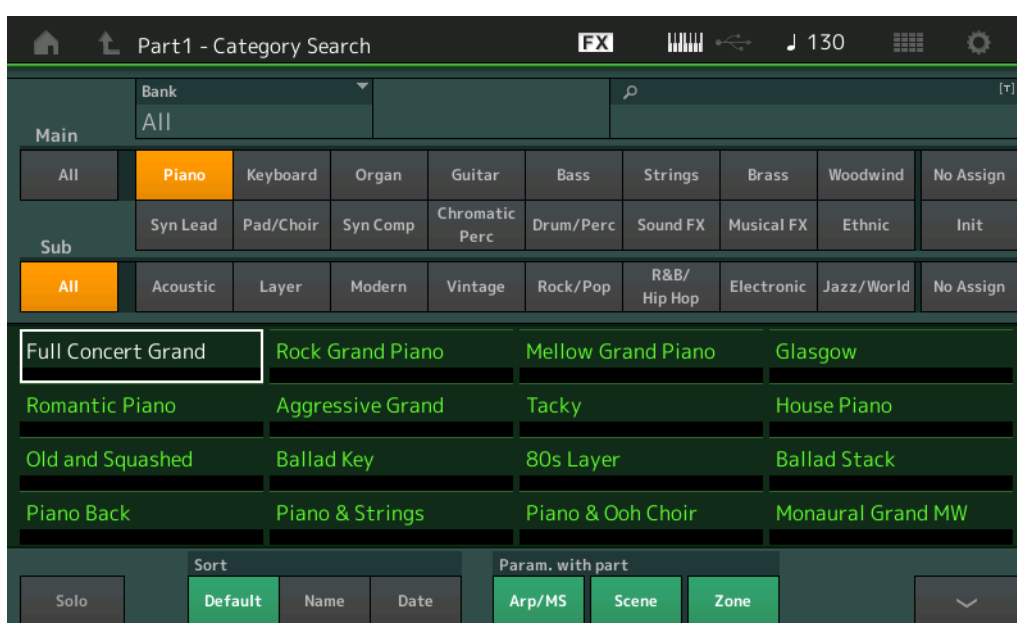 Part1 - Category Search FX 130
Bank
[T]
All
Main
All Piano Keyboard Organ Guitar Bass Strings Brass Woodwind No Assign
Syn Lead Pad/Choir Syn Comp Chromatic Perc Drum/Perc Sound FX Musical FX Ethnic Init
Sub
All Acoustic Layer Modern Vintage Rock/Pop R&B/ Hip Hop Electronic Jazz/World No Assign
Full Concert Grand Rock Grand Piano Mellow Grand Piano Glasgow
Romantic Piano Aggressive Grand Tacky House Piano
Old and Squashed Ballad Key 80s Layer Ballad Stack
Piano Back Piano & Strings Piano & Ooh Choir Monaural Grand MW
Sort Param. with part
Solo Default Name Date Arp/MS Scene Zone